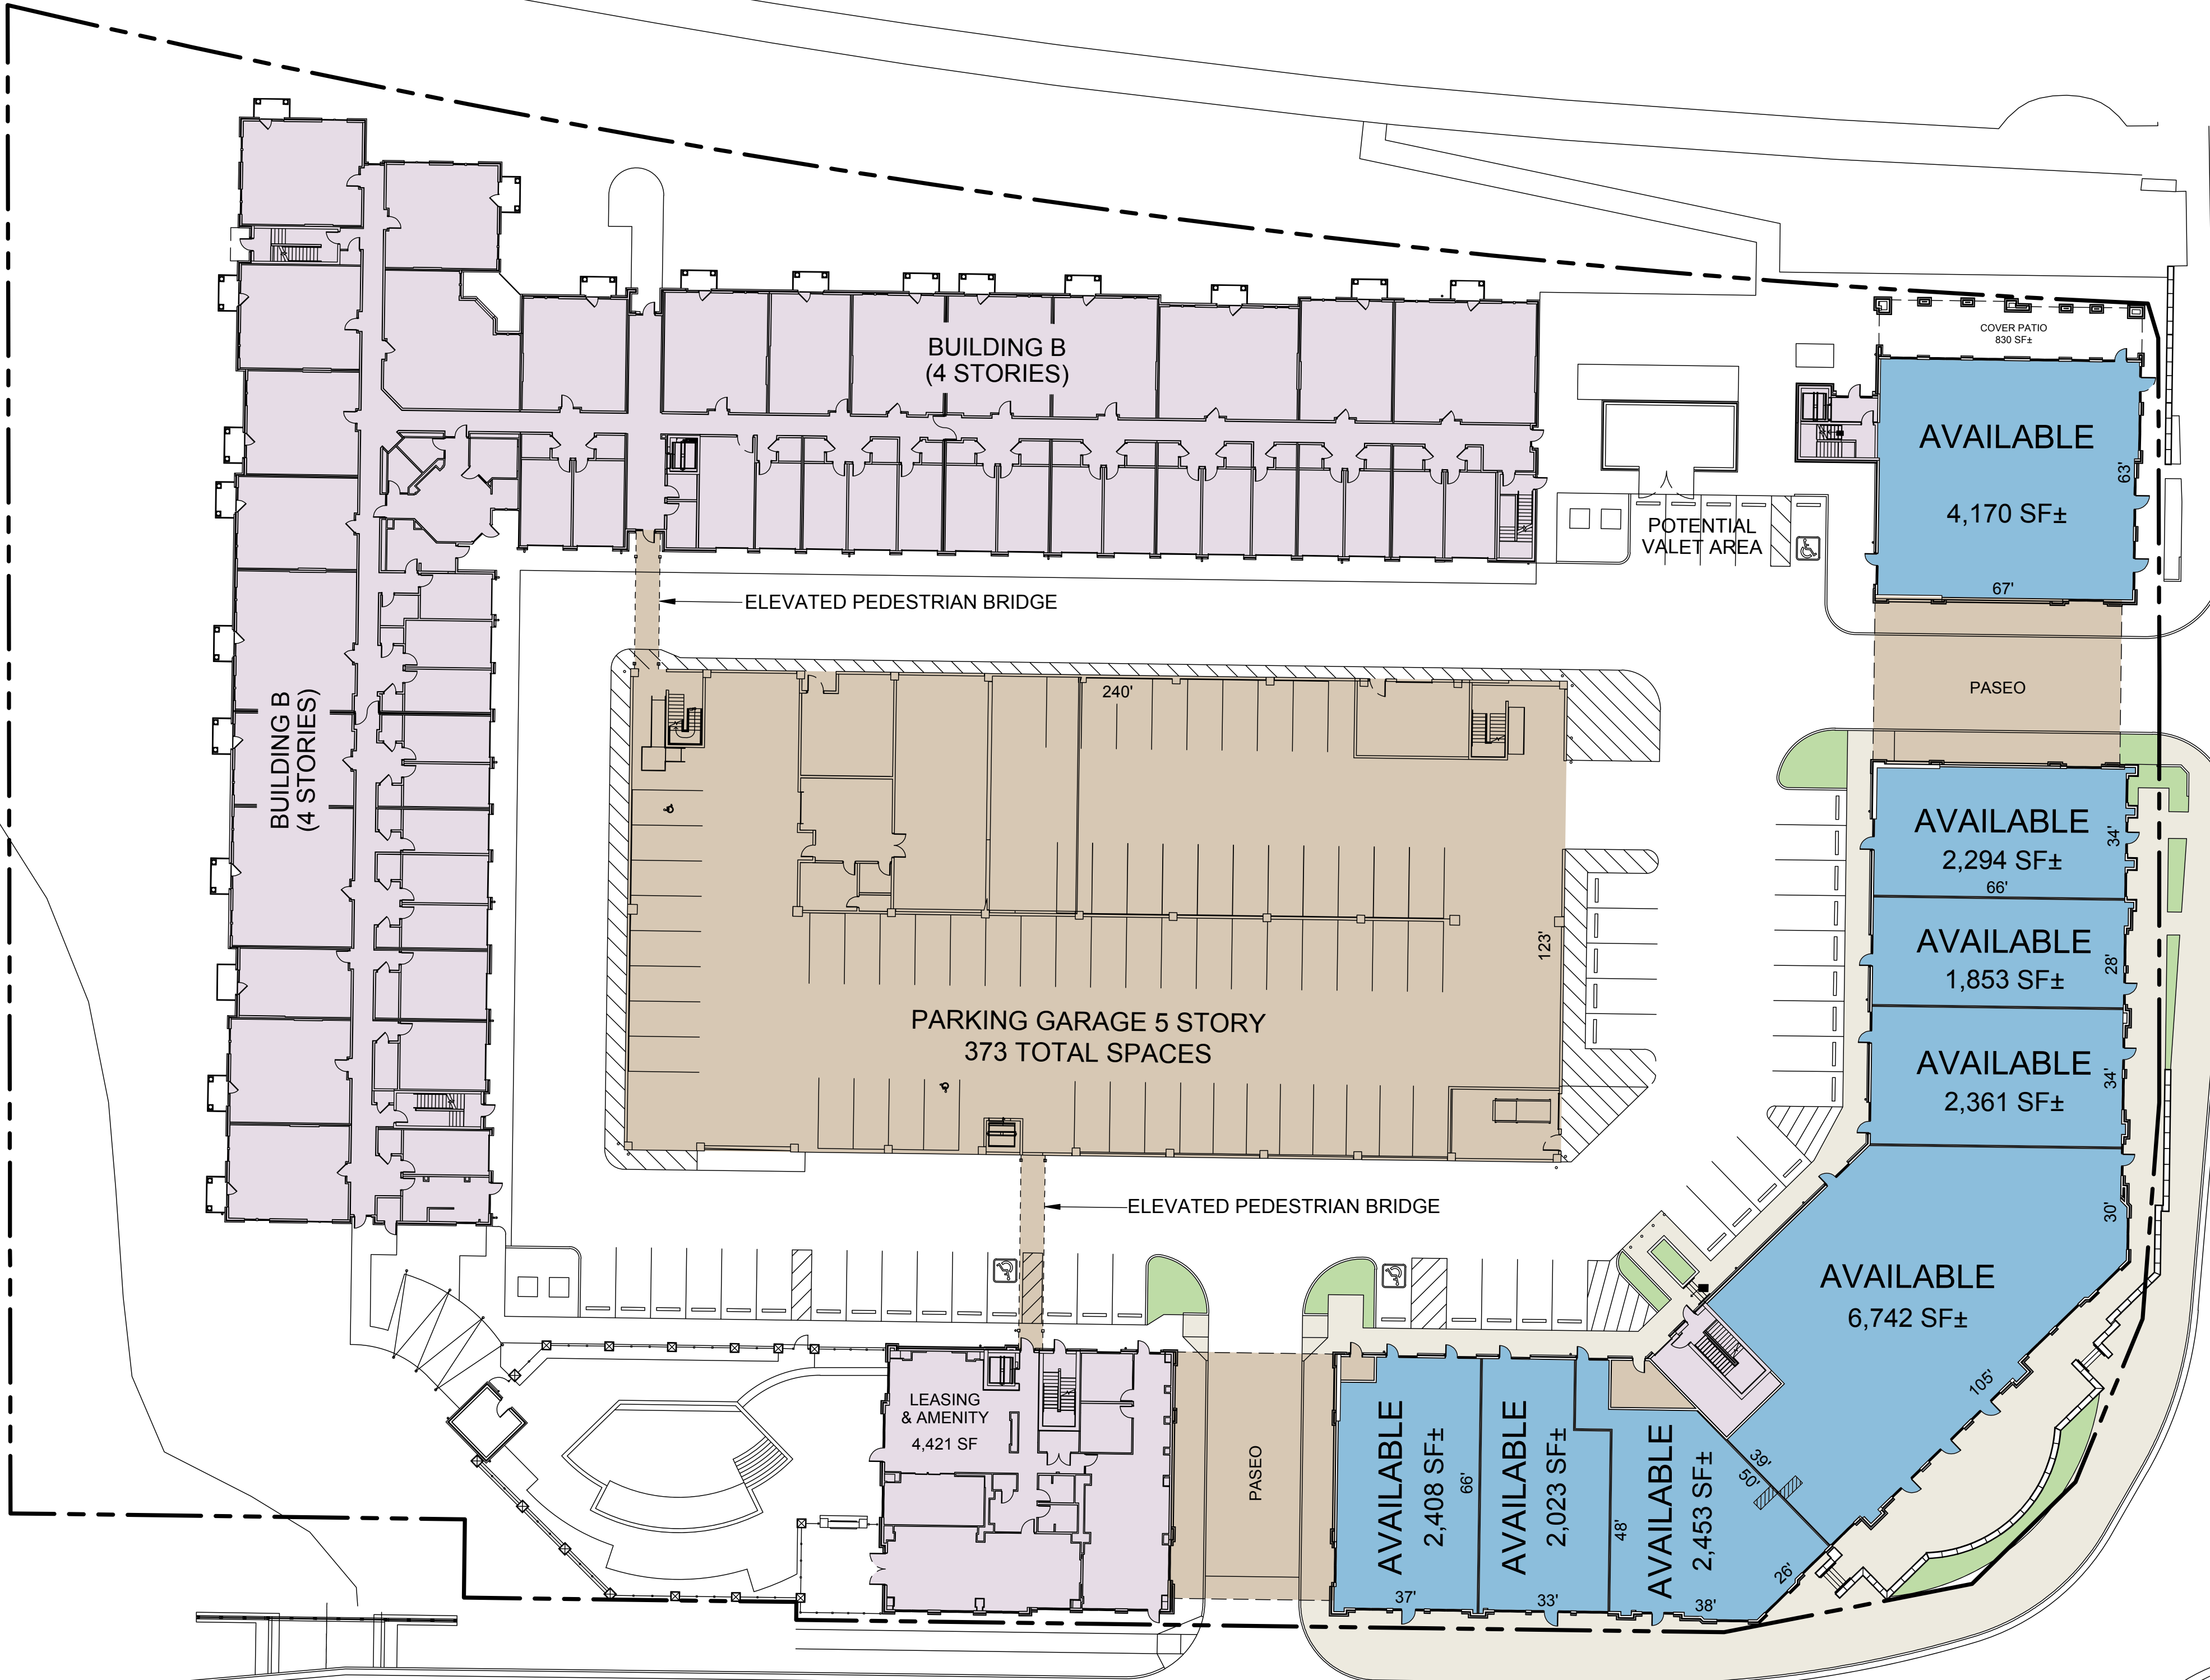 COVER PATIO
830 SF±
BUILDING B
(4 STORIES)
AVAILABLE
4,170 SF±
63'
67'
POTENTIAL
VALET AREA
ELEVATED PEDESTRIAN BRIDGE
PASEO
240'
BUILDING B
(4 STORIES)
AVAILABLE
2,294 SF±
34'
66'
AVAILABLE
1,853 SF±
28'
123'
PARKING GARAGE 5 STORY
373 TOTAL SPACES
AVAILABLE
2,361 SF±
34'
ELEVATED PEDESTRIAN BRIDGE
30'
AVAILABLE
6,742 SF±
105'
LEASING
& AMENITY
4,421 SF
PASEO
AVAILABLE
2,408 SF±
66'
37'
AVAILABLE
2,023 SF±
48'
33'
AVAILABLE
2,453 SF±
39'
50'
26'
38'